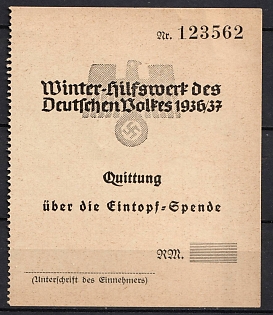 Nr. 123562
Winter-Hilfswerk des
Deutschen Volkes 1936/37
Quittung
über die Eintopf-Spende
RM.
(Unterschrift des Einnehmers)